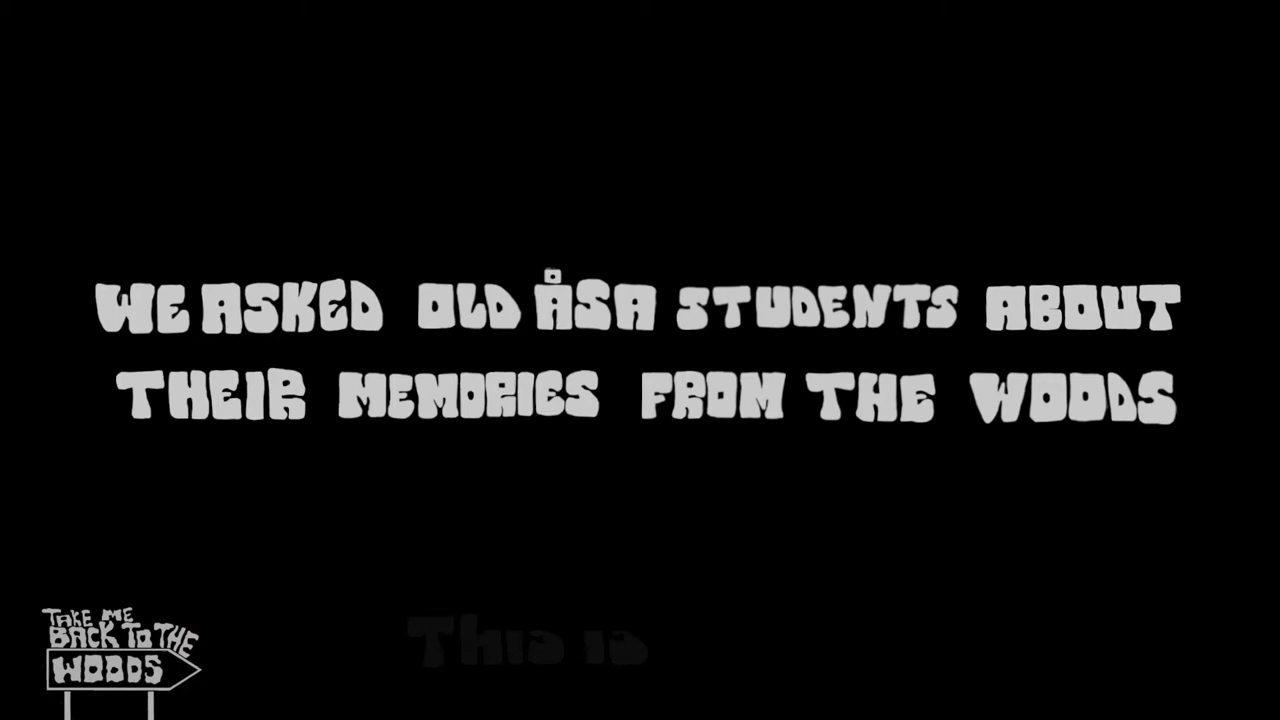 WE ASKED OLD ÅSA STUDENTS ABOUT
THEIR MEMORIES FROM THE WOODS
This is
TAKE ME
BACK TO THE
WOODS